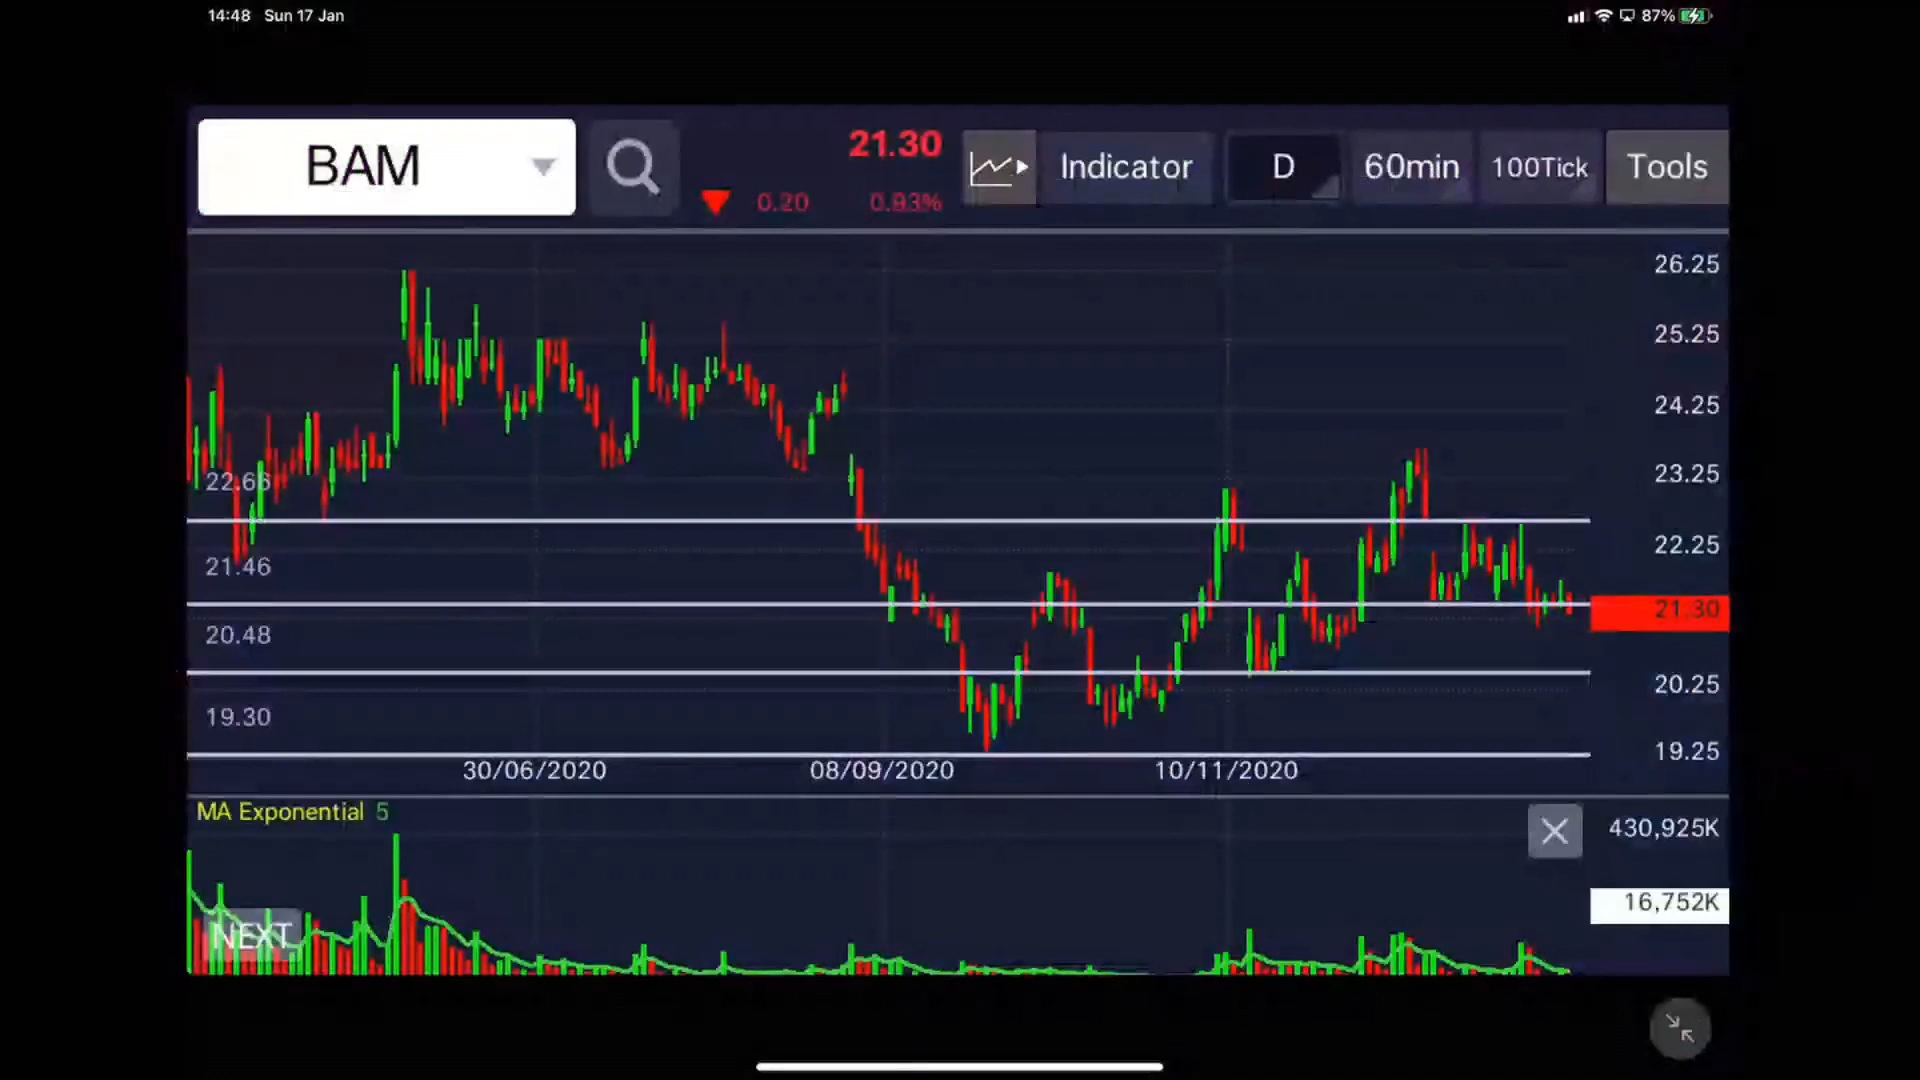 14:48 Sun 17 Jan
87%
BAM
21.30
0.20 0.93%
Indicator
D
60min
100Tick
Tools
26.25
25.25
24.25
23.25
22.25
21.30
20.25
19.25
22.66
21.46
20.48
19.30
30/06/2020 08/09/2020 10/11/2020
MA Exponential 5
430,925K
16,752K
NEXT